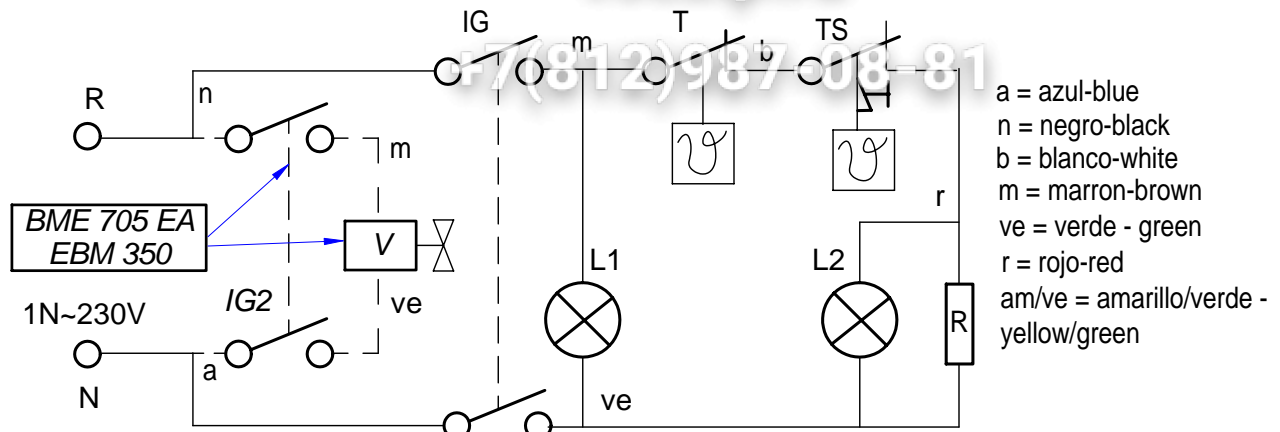 IG
T
TS
m
b
+7(812)987-08-81
R
n
m
a = azul-blue
n = negro-black
b = blanco-white
m = marron-brown
ve = verde - green
r = rojo-red
am/ve = amarillo/verde -
yellow/green
r
BME 705 EA
EBM 350
V
L1
L2
IG2
ve
1N~230V
R
a
N
ve